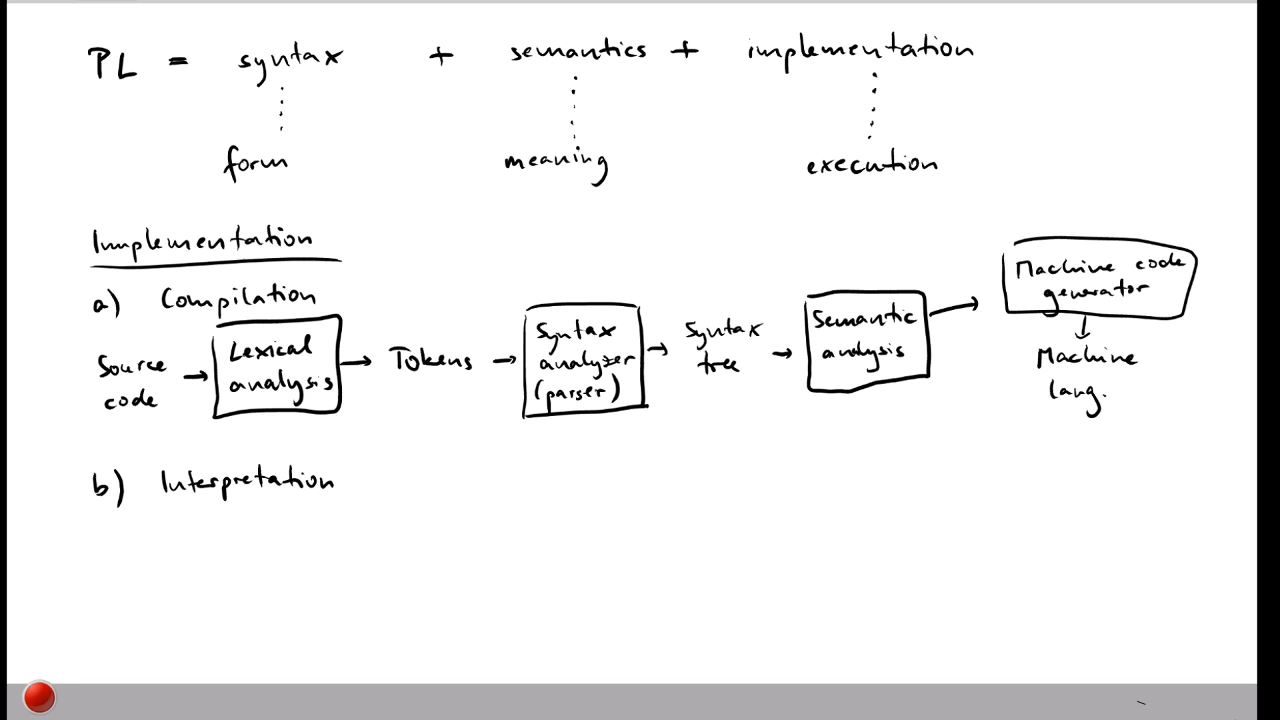 PL = syntax + semantics + implementation
form meaning execution
Implementation
a) Compilation
Source code → Lexical analysis → Tokens → Syntax analyzer (parser) → Syntax tree → Semantic analysis → Machine code generator
↓
Machine lang.
b) Interpretation